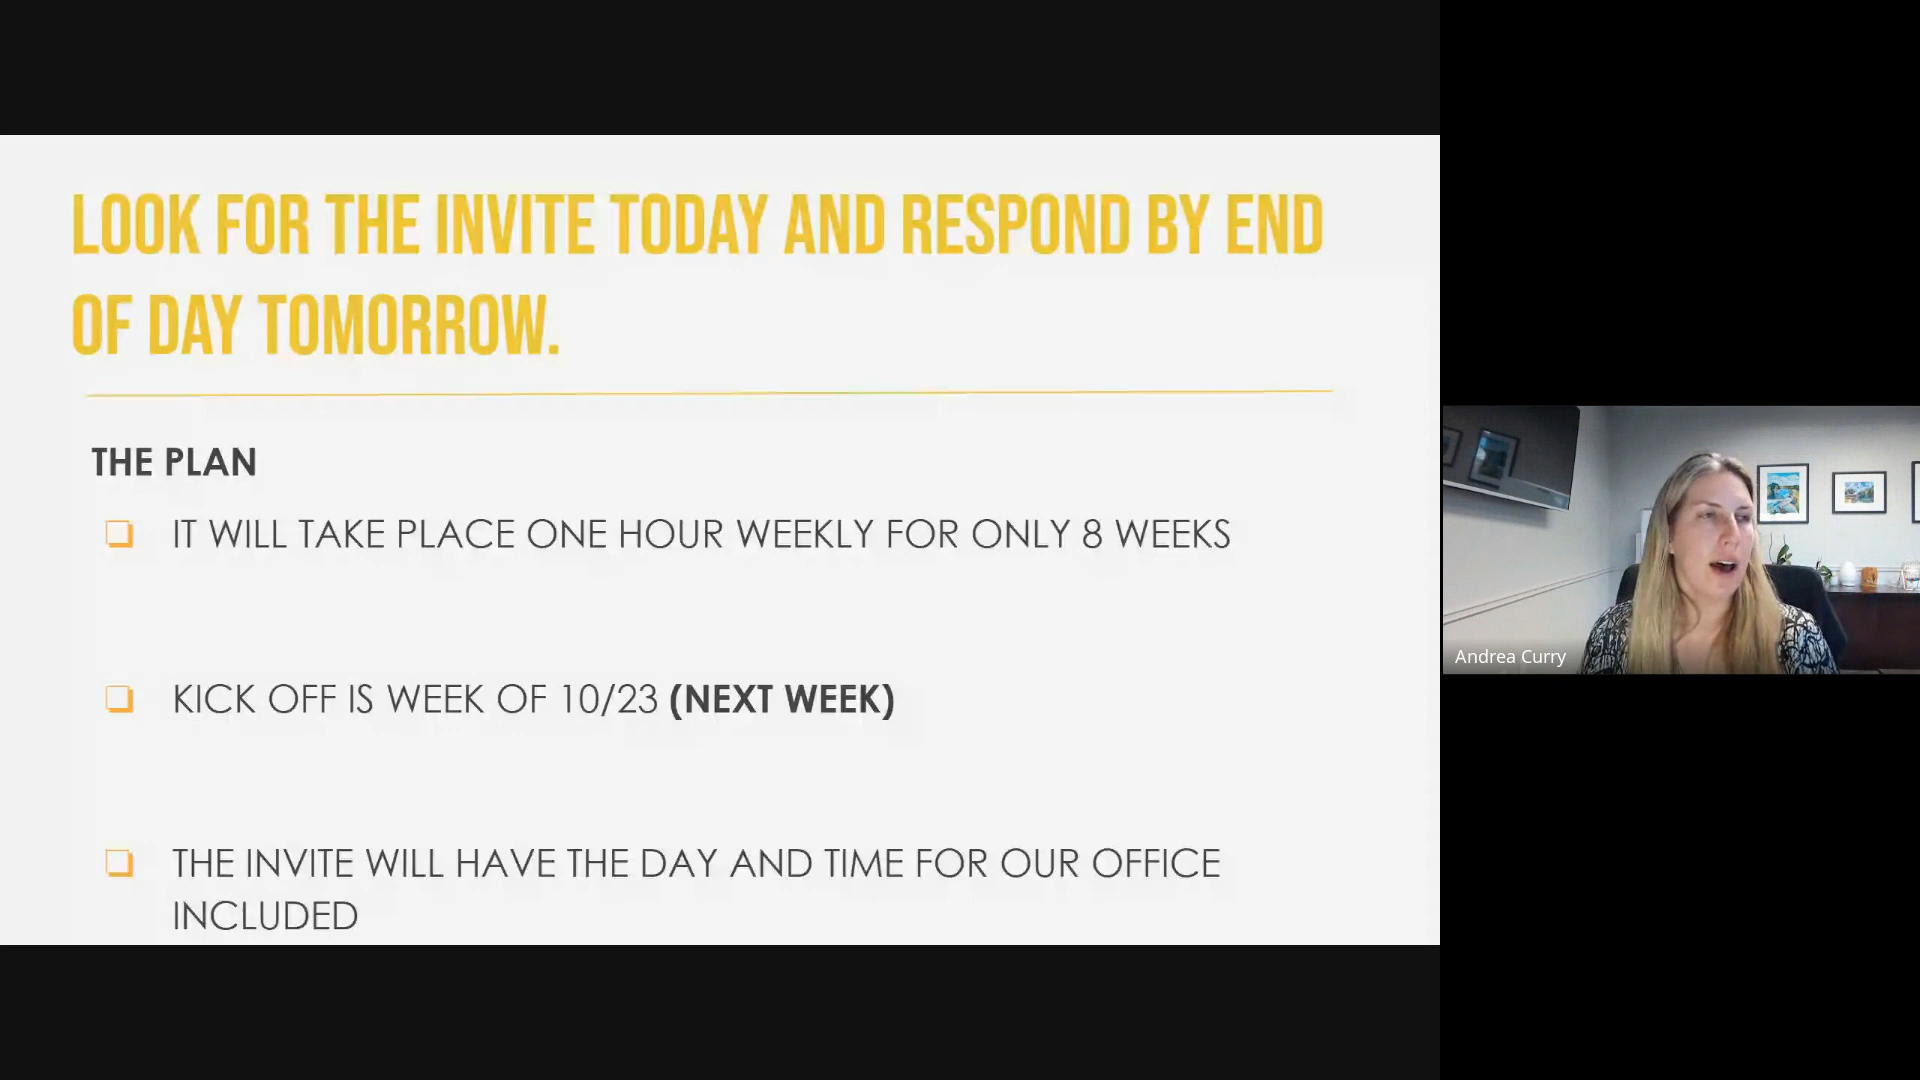 LOOK FOR THE INVITE TODAY AND RESPOND BY END
OF DAY TOMORROW.
THE PLAN
IT WILL TAKE PLACE ONE HOUR WEEKLY FOR ONLY 8 WEEKS
KICK OFF IS WEEK OF 10/23 (NEXT WEEK)
THE INVITE WILL HAVE THE DAY AND TIME FOR OUR OFFICE
INCLUDED
Andrea Curry